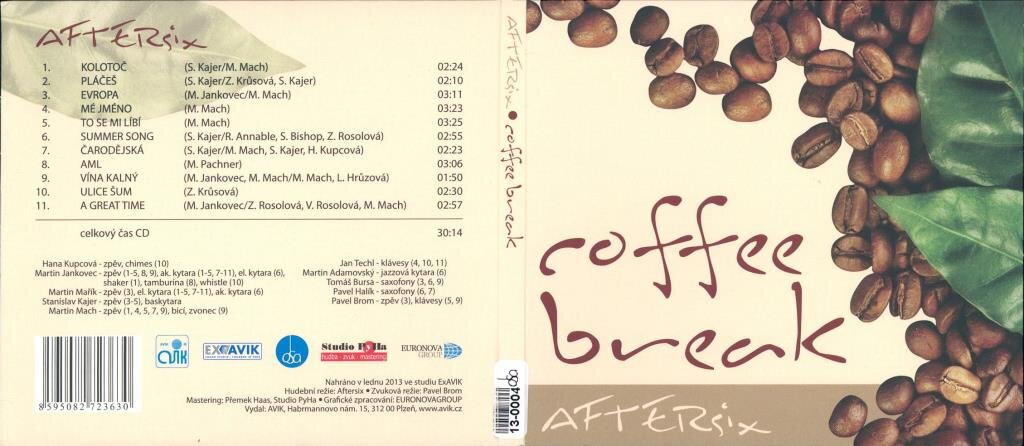 AFTERsix
1. KOLOTOČ (S. Kajer/M. Mach) 02:24
2. PLÁČEŠ (S. Kajer/Z. Krůsová, S. Kajer) 02:10
3. EVROPA (M. Jankovec/M. Mach) 03:11
4. MÉ JMÉNO (M. Mach) 03:23
5. TO SE MI LÍBÍ (M. Mach) 03:25
6. SUMMER SONG (S. Kajer/R. Annable, S. Bishop, Z. Rosolová) 02:55
7. ČARODĚJSKÁ (S. Kajer/M. Mach, S. Kajer, H. Kupcová) 02:23
8. AML (M. Pachner) 03:06
9. VÍNA KALNÝ (M. Jankovec, M. Mach/M. Mach, L. Hrůzová) 01:50
10. ULICE ŠUM (Z. Krůsová) 02:30
11. A GREAT TIME (M. Jankovec/Z. Rosolová, V. Rosolová, M. Mach) 02:57
celkový čas CD 30:14
Hana Kupcová - zpěv, chimes (10)
Martin Jankovec - zpěv (1-5, 8, 9), ak. kytara (1-5, 7-11), el. kytara (6),
shaker (1), tamburína (8), whistle (10)
Martin Mařík - zpěv (3), el. kytara (1-5, 7-11), ak. kytara (6)
Stanislav Kajer - zpěv (3-5), baskytara
Martin Mach - zpěv (1, 4, 5, 7, 9), bicí, zvonec (9)
Jan Techl - klávesy (4, 10, 11)
Martin Adamovský - jazzová kytara (6)
Tomáš Bursa - saxofony (3, 6, 9)
Pavel Halík - saxofony (6, 7)
Pavel Brom - zpěv (3), klávesy (5, 9)
8 595082 723630
AVIK
EXAVIK
osa
Studio PyHa
hudba - zvuk - mastering
EURONOVA
GROUP
Nahráno v lednu 2013 ve studiu ExAVIK
Hudební režie: Aftersix • Zvuková režie: Pavel Brom
Mastering: Přemek Haas, Studio PyHa • Grafické zpracování: EURONOVAGROUP
Vydal: AVIK, Habrmannovo nám. 15, 312 00 Plzeň, www.avik.cz
AFTERsix • coffee break
13-0004
osa
coffee
break
AFTERsix